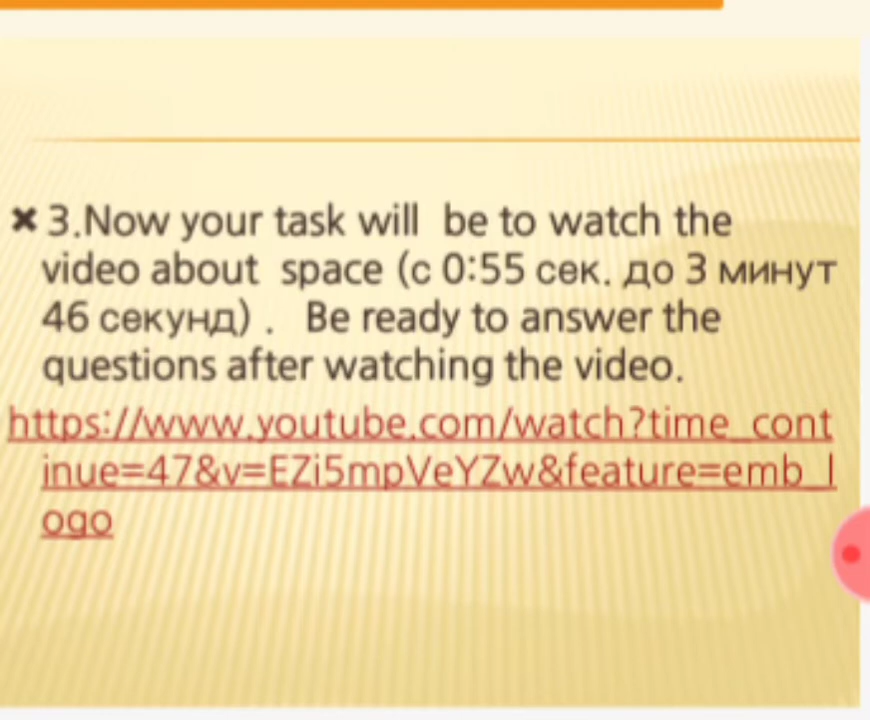 3.Now your task will be to watch the
video about space (с 0:55 сек. до 3 минут
46 секунд) . Be ready to answer the
questions after watching the video.
https://www.youtube.com/watch?time_cont
inue=47&v=EZi5mpVeYZw&feature=emb_l
ogo